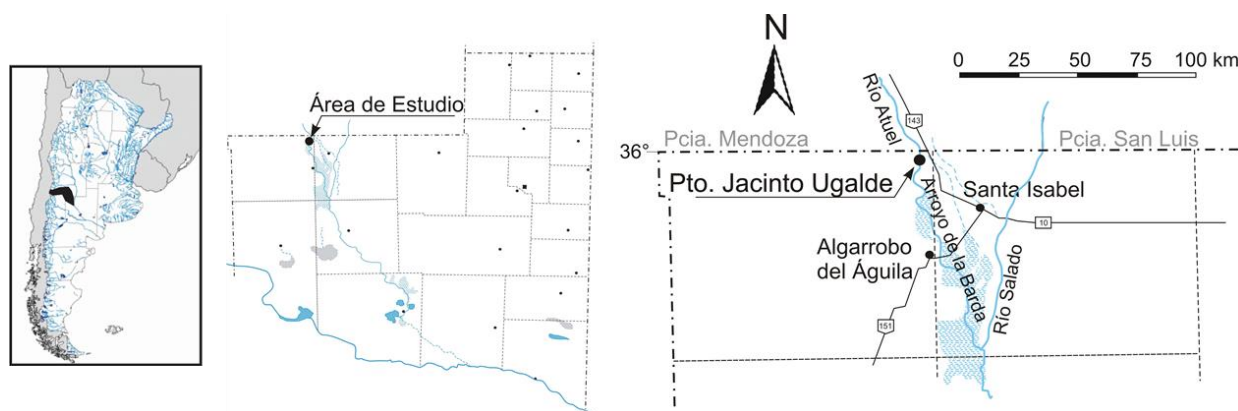 Área de Estudio
N
0 25 50 75 100 km
Río Atuel
143
Pcia. Mendoza
Pcia. San Luis
36°
Pto. Jacinto Ugalde
Santa Isabel
Arroyo de la Barda
10
Algarrobo
del Águila
Río Salado
151